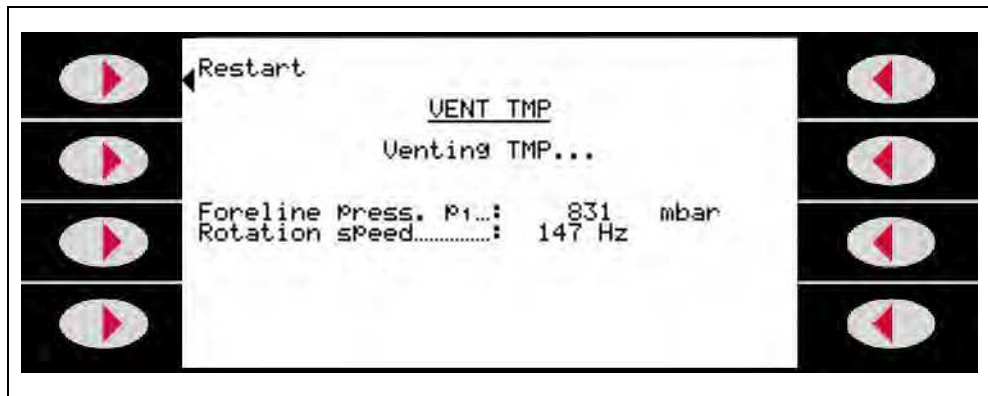 Restart
VENT TMP
Venting TMP...
Foreline press. p1…: 831 mbar
Rotation speed……………: 147 Hz